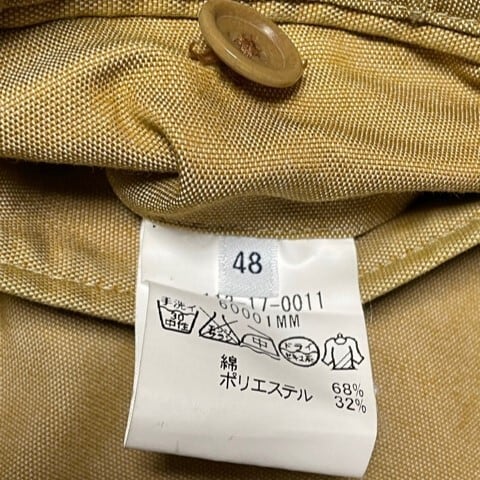 48
17-0011
60001MM
手洗イ
30
中性
中
ドライ
セキユ系
綿 68%
ポリエステル 32%